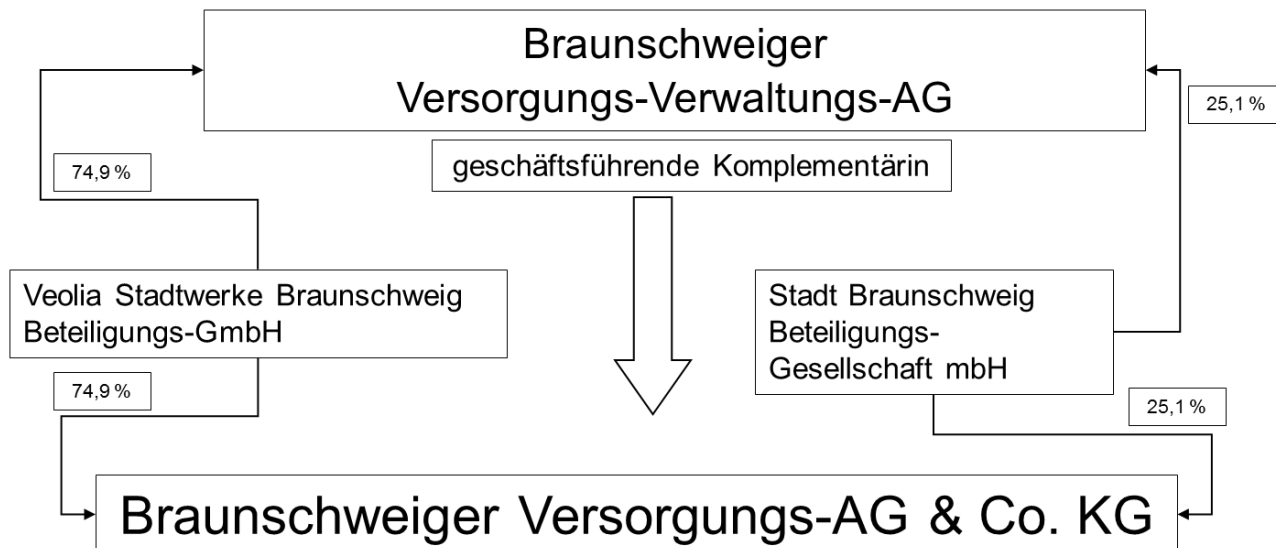 Braunschweiger
Versorgungs-Verwaltungs-AG
25,1 %
74,9 %
geschäftsführende Komplementärin
Veolia Stadtwerke Braunschweig
Beteiligungs-GmbH
Stadt Braunschweig
Beteiligungs-
Gesellschaft mbH
74,9 %
25,1 %
Braunschweiger Versorgungs-AG & Co. KG